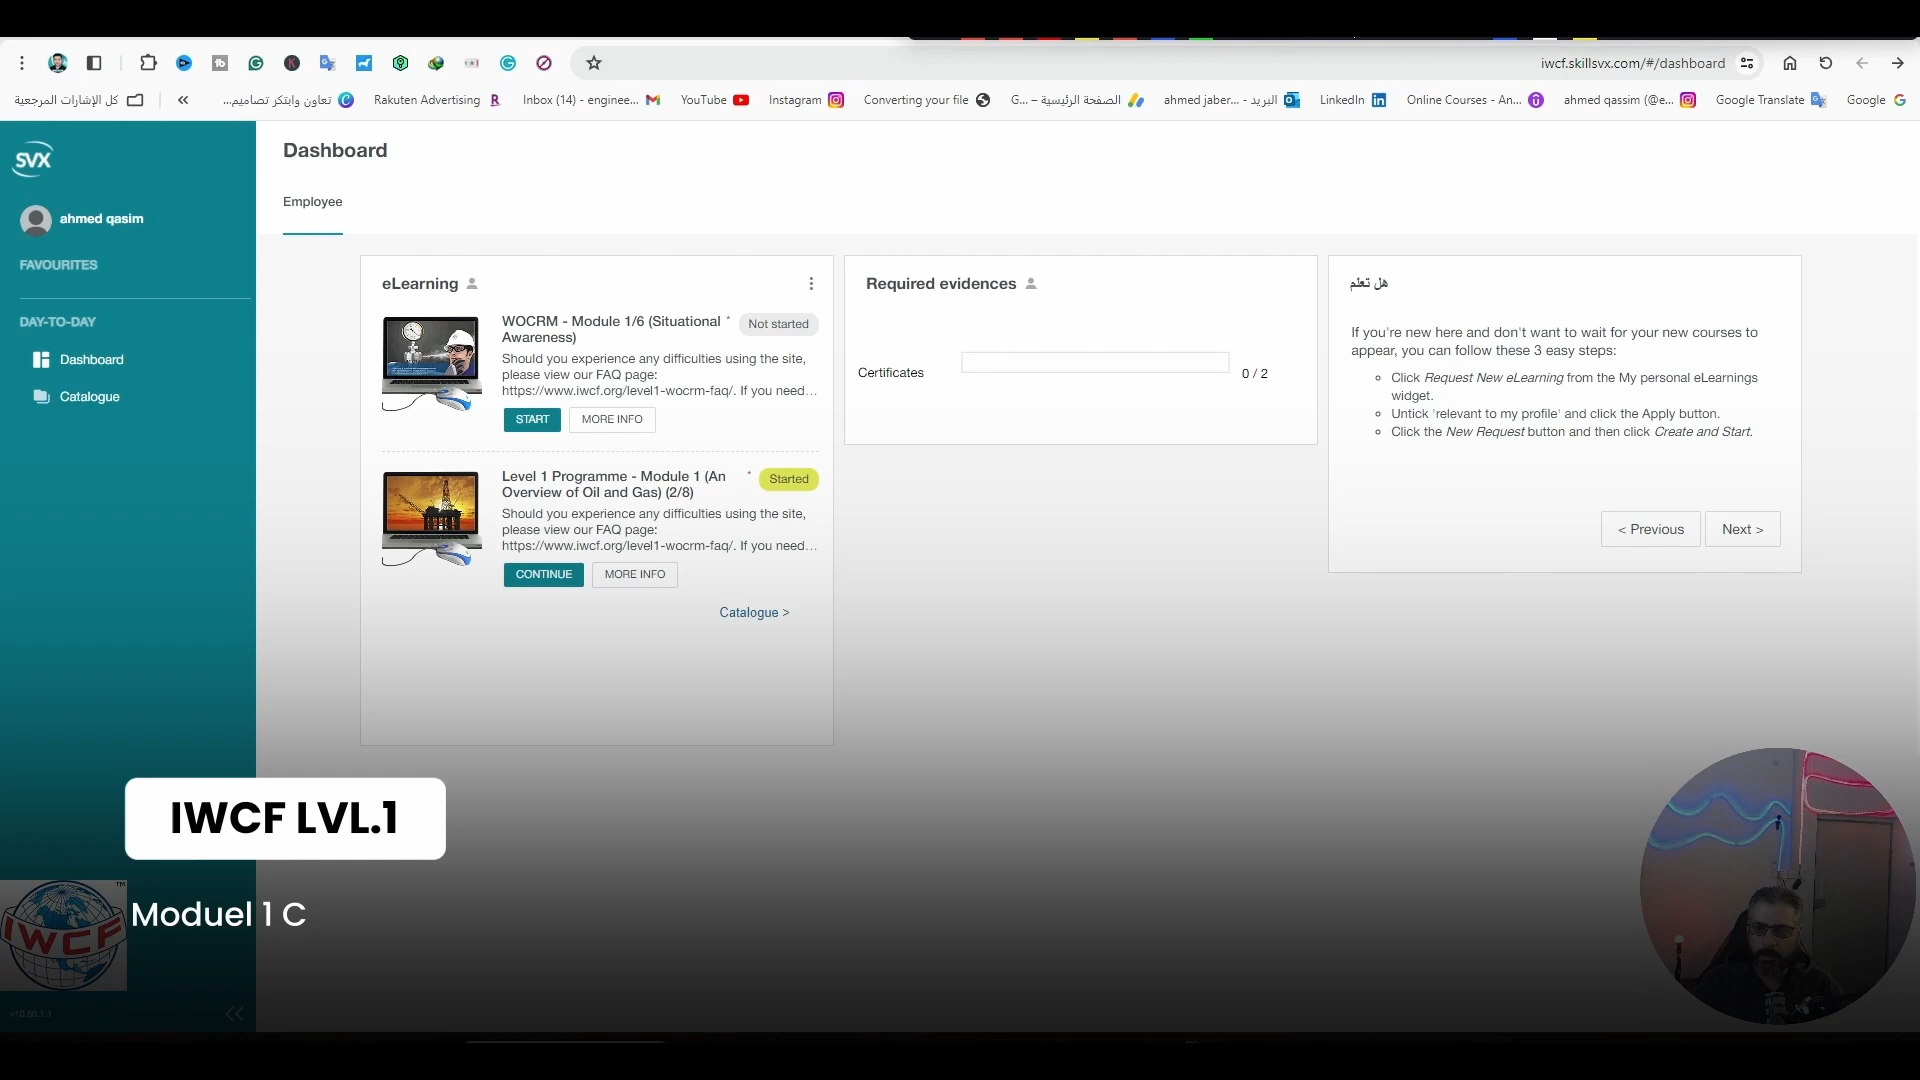 iwcf.skillsvx.com/#/dashboard
كل الإشارات المرجعية
تعاون وابتكر تصاميم...
Rakuten Advertising
Inbox (14) - enginee...
YouTube
Instagram
Converting your file
G... – الصفحة الرئيسية
ahmed jaber... - البريد
LinkedIn
Online Courses - An...
ahmed qassim (@e...
Google Translate
Google
SVX
ahmed qasim
FAVOURITES
DAY-TO-DAY
Dashboard
Catalogue
v10.50.1.1
Dashboard
Employee
eLearning
WOCRM - Module 1/6 (Situational Awareness) *
Not started
Should you experience any difficulties using the site,
please view our FAQ page:
https://www.iwcf.org/level1-wocrm-faq/. If you need...
START
MORE INFO
Level 1 Programme - Module 1 (An Overview of Oil and Gas) (2/8) *
Started
Should you experience any difficulties using the site,
please view our FAQ page:
https://www.iwcf.org/level1-wocrm-faq/. If you need...
CONTINUE
MORE INFO
Catalogue >
Required evidences
Certificates
0 / 2
هل تعلم
If you're new here and don't want to wait for your new courses to
appear, you can follow these 3 easy steps:
Click Request New eLearning from the My personal eLearnings
widget.
Untick 'relevant to my profile' and click the Apply button.
Click the New Request button and then click Create and Start.
< Previous
Next >
IWCF LVL.1
IWCF
TM
Moduel 1 C